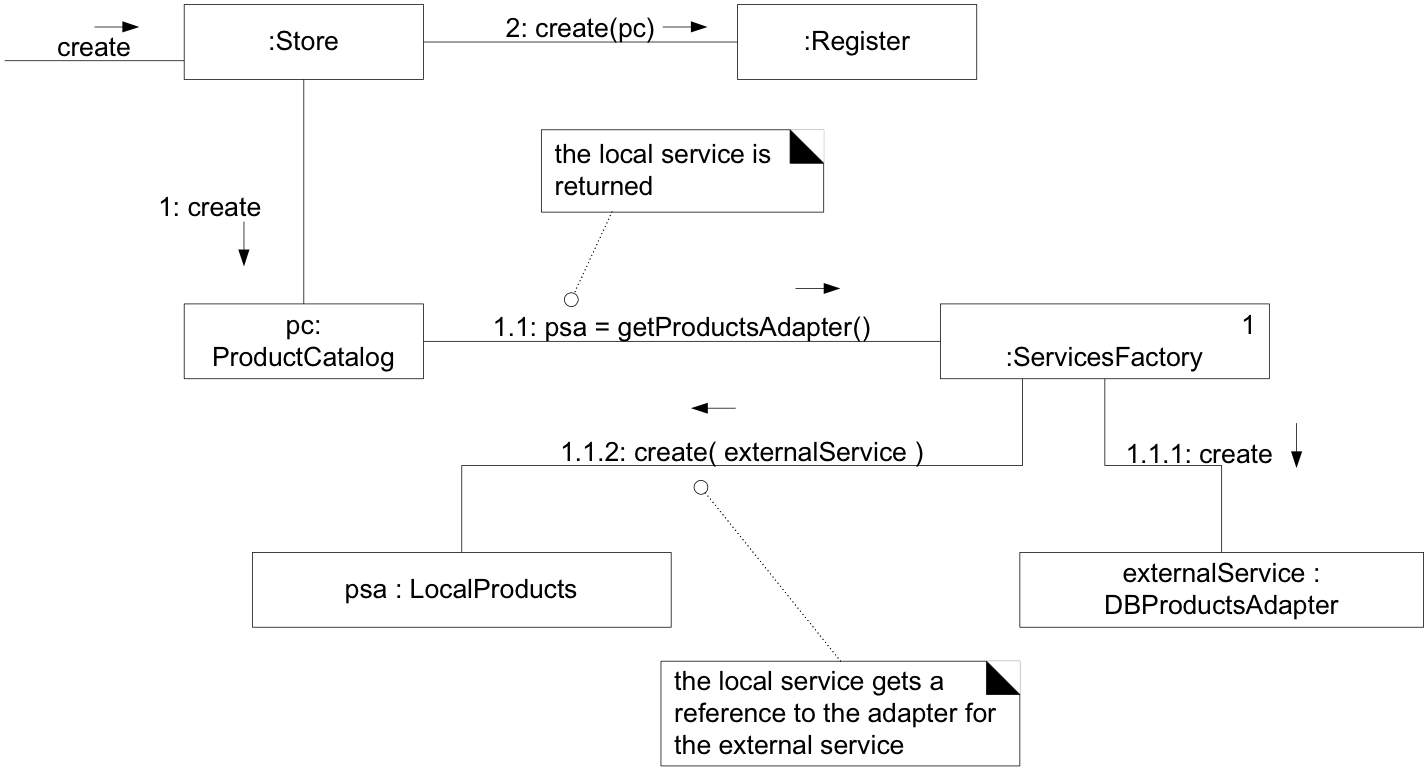 create
:Store
2: create(pc)
:Register
the local service is
returned
1: create
pc:
ProductCatalog
1.1: psa = getProductsAdapter()
1
:ServicesFactory
1.1.2: create( externalService )
1.1.1: create
psa : LocalProducts
externalService :
DBProductsAdapter
the local service gets a
reference to the adapter for
the external service